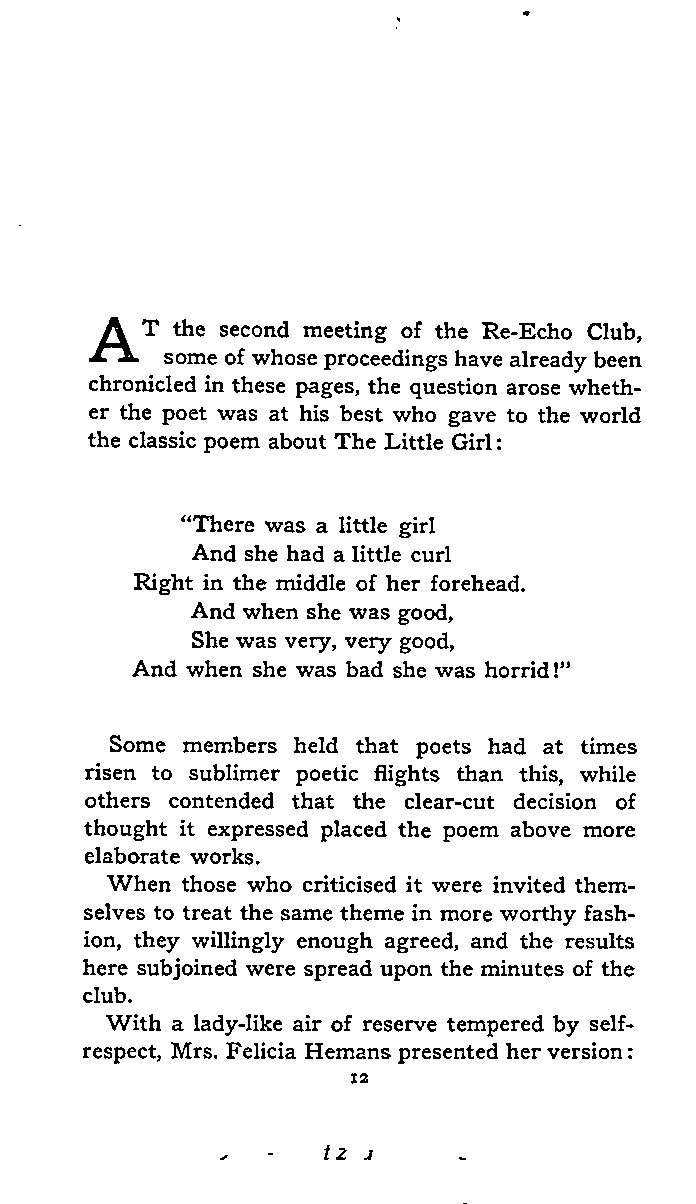 AT the second meeting of the Re-Echo Club,
some of whose proceedings have already been
chronicled in these pages, the question arose wheth-
er the poet was at his best who gave to the world
the classic poem about The Little Girl:
"There was a little girl
And she had a little curl
Right in the middle of her forehead.
And when she was good,
She was very, very good,
And when she was bad she was horrid!"
Some members held that poets had at times
risen to sublimer poetic flights than this, while
others contended that the clear-cut decision of
thought it expressed placed the poem above more
elaborate works.
When those who criticised it were invited them-
selves to treat the same theme in more worthy fash-
ion, they willingly enough agreed, and the results
here subjoined were spread upon the minutes of the
club.
With a lady-like air of reserve tempered by self-
respect, Mrs. Felicia Hemans presented her version:
12